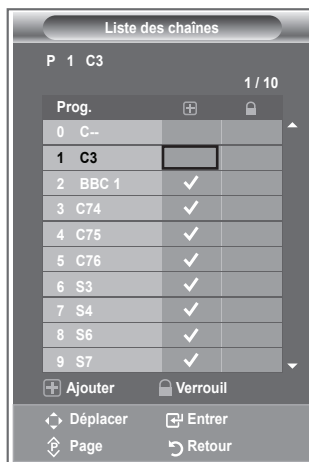 Liste des chaînes
P 1 C3
1 / 10
Prog.
0 C--
1 C3
2 BBC 1
3 C74
4 C75
5 C76
6 S3
7 S4
8 S6
9 S7
Ajouter Verrouil
Déplacer Entrer
Page Retour